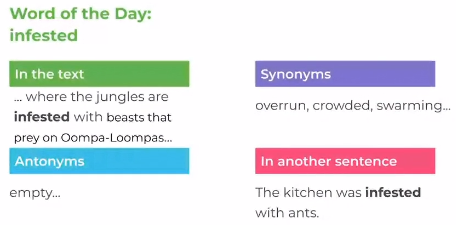 Word of the Day:
infested
In the text
... where the jungles are
infested with beasts that
prey on Oompa-Loompas...
Synonyms
overrun, crowded, swarming...
Antonyms
empty...
In another sentence
The kitchen was infested
with ants.